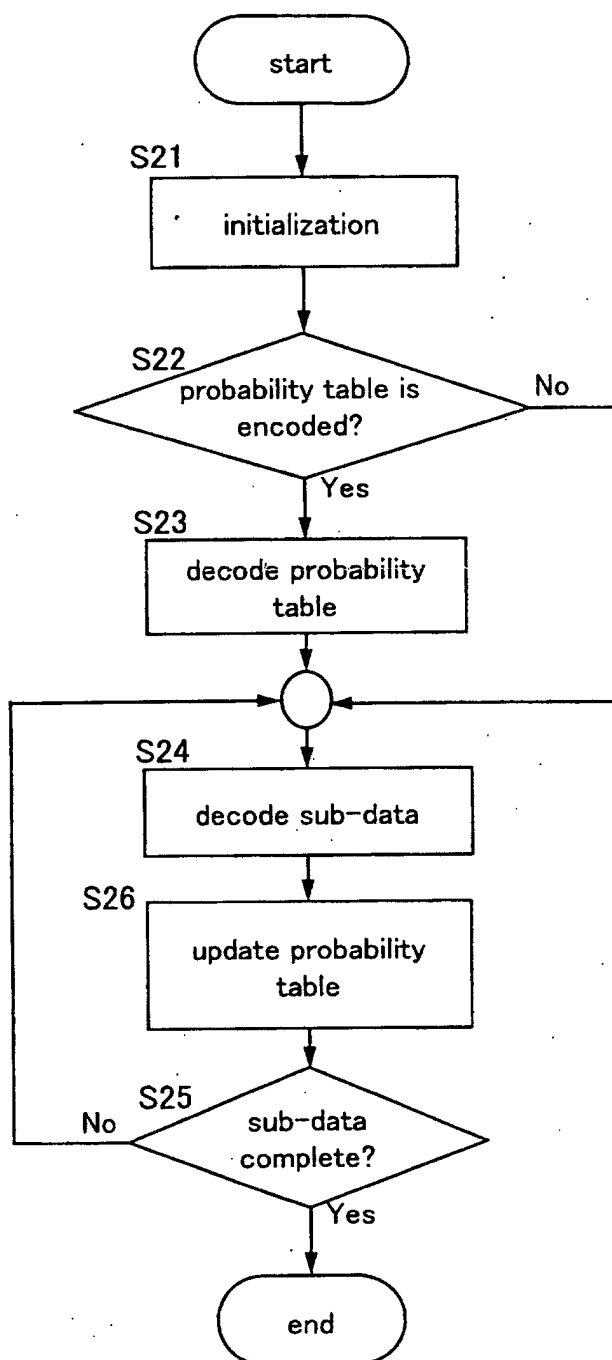 start
S21
initialization
S22
probability table is
encoded?
No
Yes
S23
decode probability
table
S24
decode sub-data
S26
update probability
table
S25
No
sub-data
complete?
Yes
end